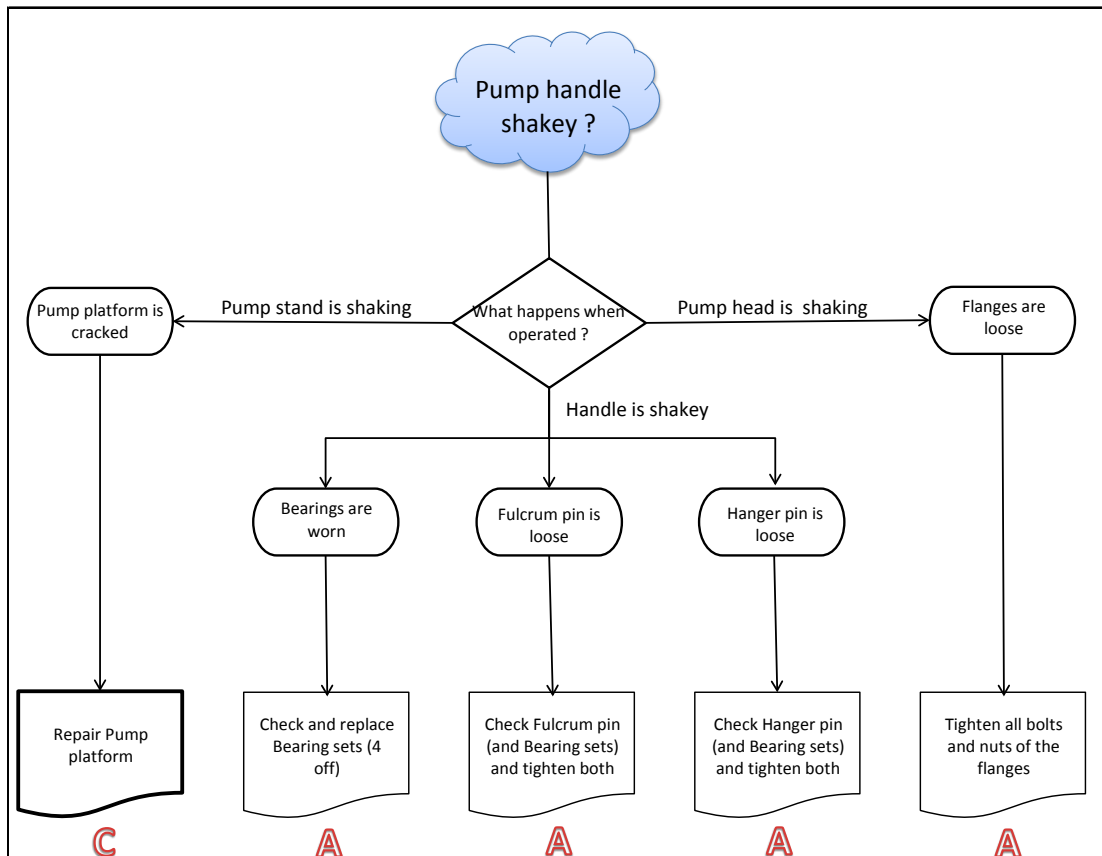 Pump handle
shakey ?
Pump platform is
cracked
Pump stand is shaking
What happens when
operated ?
Pump head is  shaking
Flanges are
loose
Handle is shakey
Bearings are
worn
Fulcrum pin is
loose
Hanger pin is
loose
Repair Pump
platform
Check and replace
Bearing sets (4
off)
Check Fulcrum pin
(and Bearing sets)
and tighten both
Check Hanger pin
(and Bearing sets)
and tighten both
Tighten all bolts
and nuts of the
flanges
C
A
A
A
A